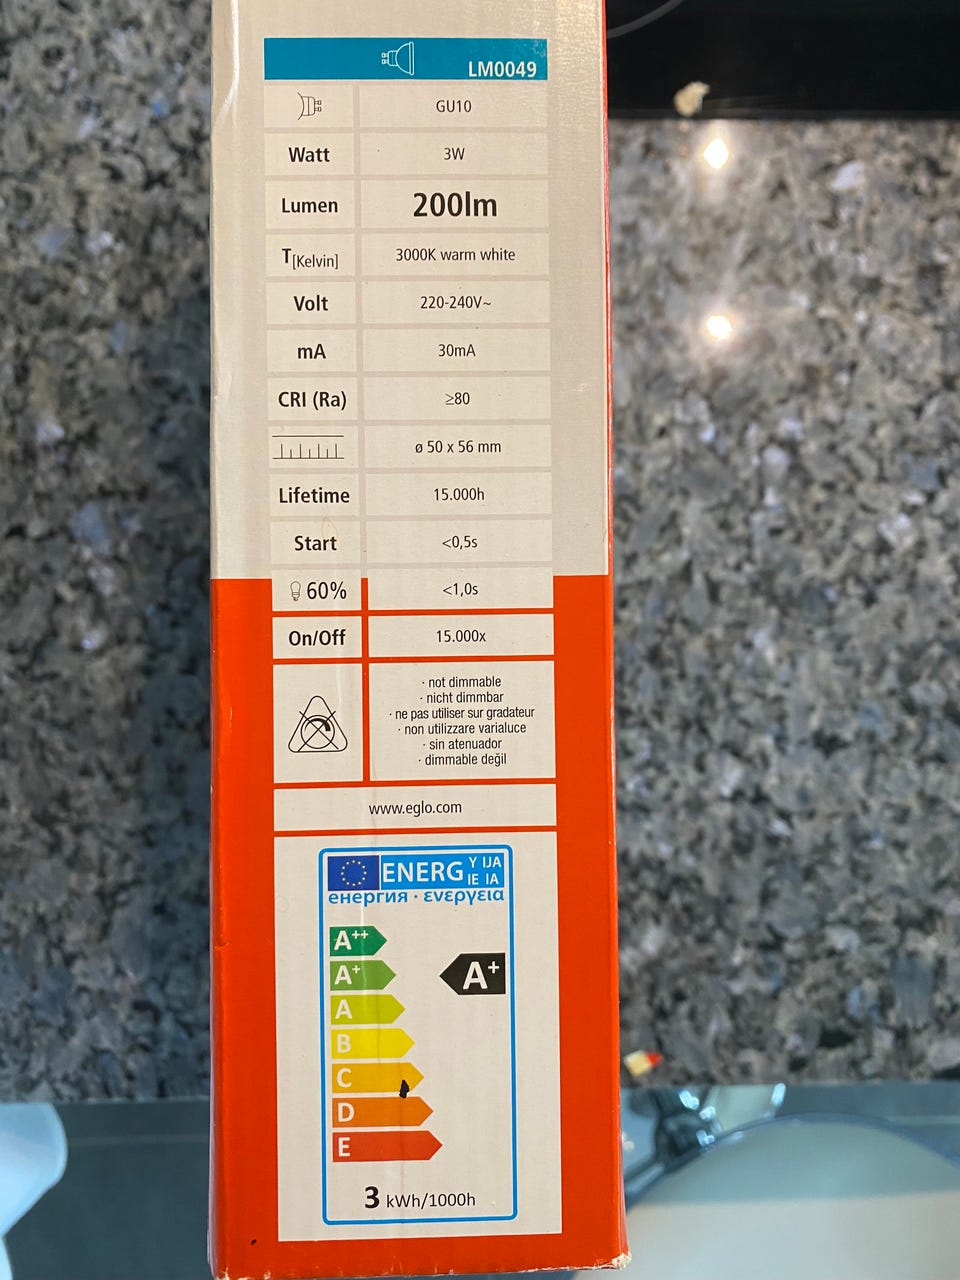 LM0049
GU10
Watt 3W
Lumen 200lm
T[Kelvin] 3000K warm white
Volt 220-240V~
mA 30mA
CRI (Ra) ≥80
ø 50 x 56 mm
Lifetime 15.000h
Start <0,5s
60% <1,0s
On/Off 15.000x
· not dimmable
· nicht dimmbar
· ne pas utiliser sur gradateur
· non utilizzare varialuce
· sin atenuador
· dimmable değil
www.eglo.com
ENERG Y IJA
IE IA
енергия · ενεργεια
A++
A+ A+
A
B
C
D
E
3 kWh/1000h